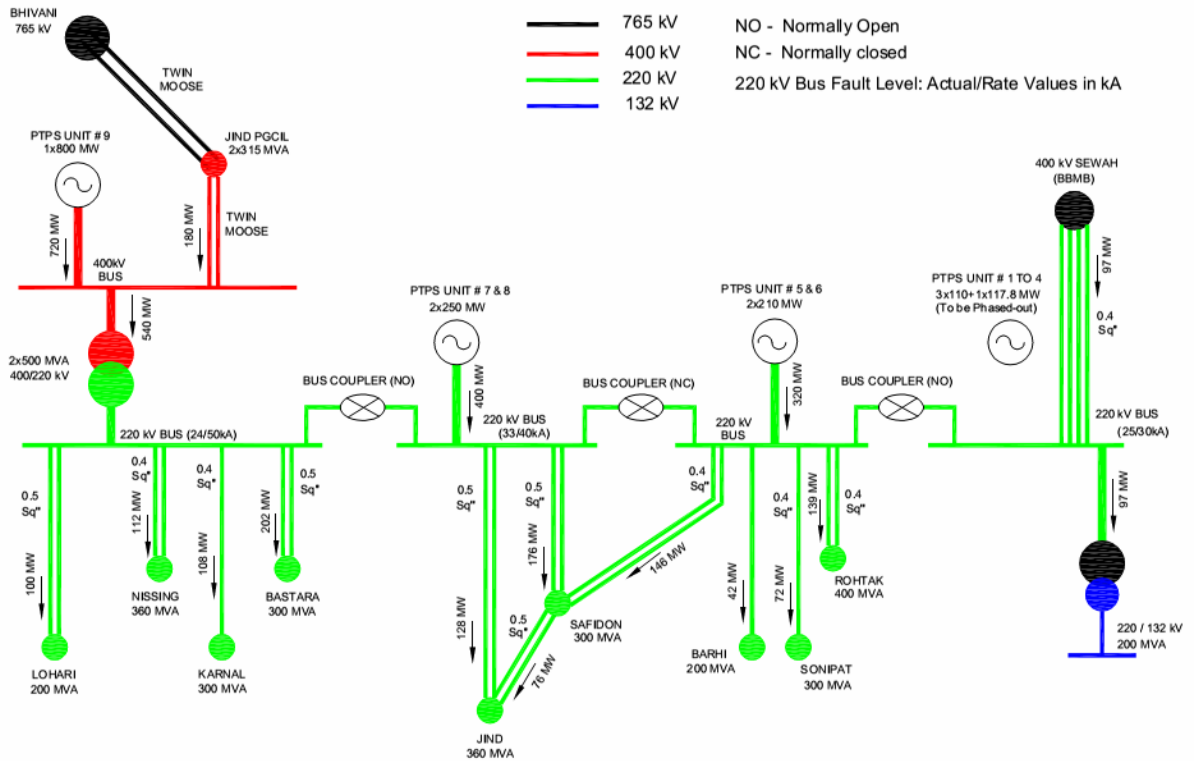 BHIVANI
765 kV
TWIN
MOOSE
JIND PGCIL
2x315 MVA
PTPS UNIT # 9
1x800 MW
720 MW
180 MW
TWIN
MOOSE
400kV
BUS
540 MW
2x500 MVA
400/220 kV
765 kV
400 kV
220 kV
132 kV
NO - Normally Open
NC - Normally closed
220 kV Bus Fault Level: Actual/Rate Values in kA
PTPS UNIT # 7 & 8
2x250 MW
400 MW
PTPS UNIT # 5 & 6
2x210 MW
320 MW
PTPS UNIT # 1 TO 4
3x110+1x117.8 MW
(To be Phased-out)
400 kV SEWAH
(BBMB)
97 MW
0.4
Sq"
BUS COUPLER (NO)
BUS COUPLER (NC)
BUS COUPLER (NO)
220 kV BUS (24/50kA)
220 kV BUS
(33/40kA)
220 kV
BUS
220 kV BUS
(25/30kA)
0.5
Sq"
100 MW
LOHARI
200 MVA
0.4
Sq"
112 MW
NISSING
360 MVA
0.4
Sq"
108 MW
KARNAL
300 MVA
0.5
Sq"
202 MW
BASTARA
300 MVA
0.5
Sq"
128 MW
JIND
360 MVA
0.5
Sq"
176 MW
SAFIDON
300 MVA
0.5
Sq"
76 MW
0.4
Sq"
146 MW
42 MW
BARHI
200 MVA
0.4
Sq"
72 MW
SONIPAT
300 MVA
139 MW
0.4
Sq"
ROHTAK
400 MVA
97 MW
220 / 132 kV
200 MVA